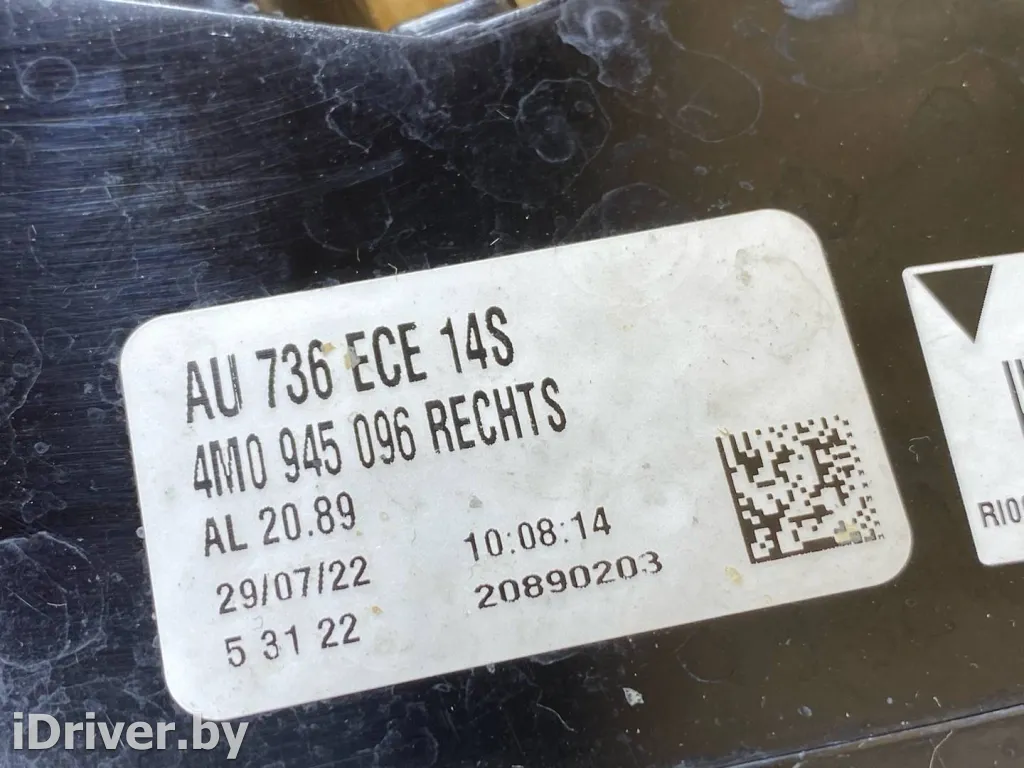 AU 736 ECE 14S
4M0 945 096 RECHTS
AL 20.89
29/07/22 10:08:14
5 31 22 20890203
iDriver.by